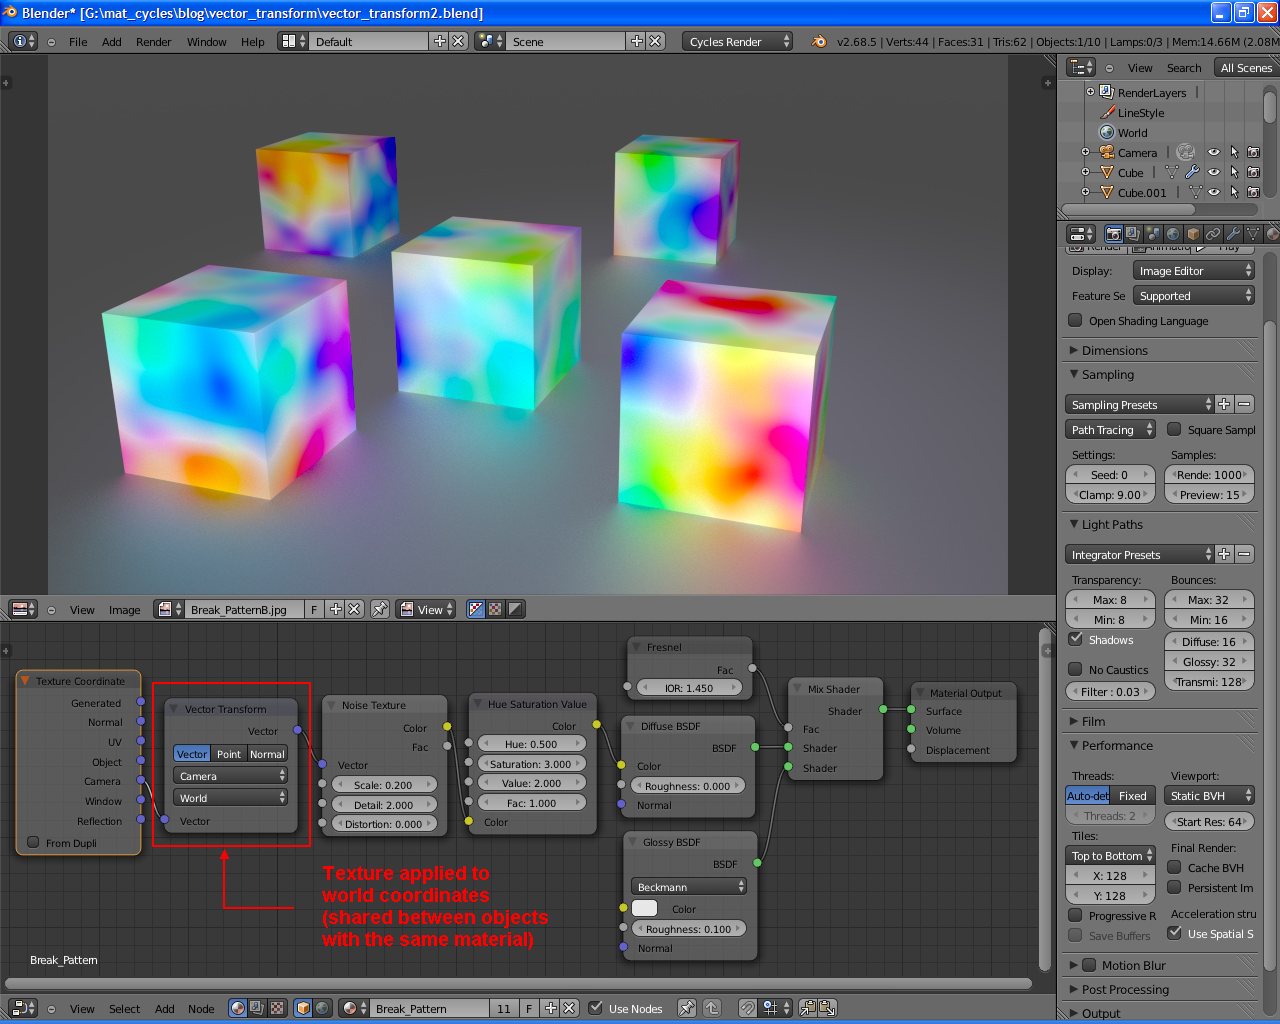 Blender* [G:\mat_cycles\blog\vector_transform\vector_transform2.blend]
File Add Render Window Help Default Scene Cycles Render v2.68.5 | Verts:44 | Faces:31 | Tris:62 | Objects:1/10 | Lamps:0/3 | Mem:14.66M (2.08M
View Search All Scenes
RenderLayers
LineStyle
World
Camera
Cube
Cube.001
Display: Image Editor
Feature Se Supported
Open Shading Language
Dimensions
Sampling
Sampling Presets
Path Tracing Square Sampl
Settings: Samples:
Seed: 0 Rende: 1000
Clamp: 9.00 Preview: 15
Light Paths
Integrator Presets
Transparency: Bounces:
Max: 8 Max: 32
Min: 8 Min: 16
Shadows Diffuse: 16
Glossy: 32
No Caustics Transmi: 128
Filter : 0.03
Film
Performance
Threads: Viewport:
Auto-det Fixed Static BVH
Threads: 2 Start Res: 64
Tiles: Final Render:
Top to Bottom Cache BVH
X: 128 Persistent Im
Y: 128
Progressive R Acceleration stru
Save Buffers Use Spatial S
Motion Blur
Post Processing
Output
View Image Break_PatternB.jpg F View
Texture Coordinate
Generated
Normal
UV
Object
Camera
Window
Reflection
From Dupli
Vector Transform
Vector
Vector Point Normal
Camera
World
Vector
Noise Texture
Color
Fac
Vector
Scale: 0.200
Detail: 2.000
Distortion: 0.000
Hue Saturation Value
Color
Hue: 0.500
Saturation: 3.000
Value: 2.000
Fac: 1.000
Color
Fresnel
Fac
IOR: 1.450
Diffuse BSDF
BSDF
Color
Roughness: 0.000
Normal
Glossy BSDF
BSDF
Beckmann
Color
Roughness: 0.100
Normal
Mix Shader
Shader
Fac
Shader
Shader
Material Output
Surface
Volume
Displacement
Texture applied to
world coordinates
(shared between objects
with the same material)
Break_Pattern
View Select Add Node Break_Pattern 11 F Use Nodes